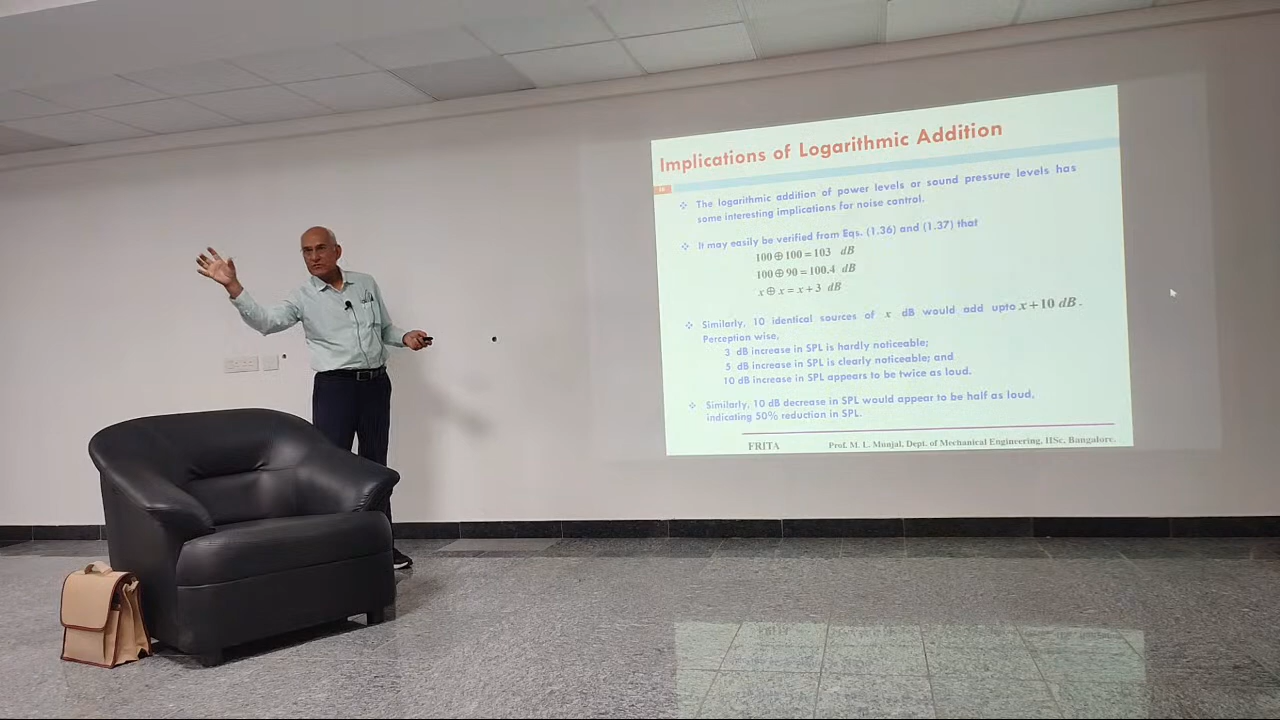 Implications of Logarithmic Addition
The logarithmic addition of power levels or sound pressure levels has
some interesting implications for noise control.
It may easily be verified from Eqs. (1.36) and (1.37) that
100 ⊕ 100 = 103 dB
100 ⊕ 90 = 100.4 dB
x ⊕ x = x + 3 dB
Similarly, 10 identical sources of x dB would add upto x + 10 dB.
Perception wise,
3 dB increase in SPL is hardly noticeable;
5 dB increase in SPL is clearly noticeable; and
10 dB increase in SPL appears to be twice as loud.
Similarly, 10 dB decrease in SPL would appear to be half as loud,
indicating 50% reduction in SPL.
FRITA Prof. M. L. Munjal, Dept. of Mechanical Engineering, IISc, Bangalore.